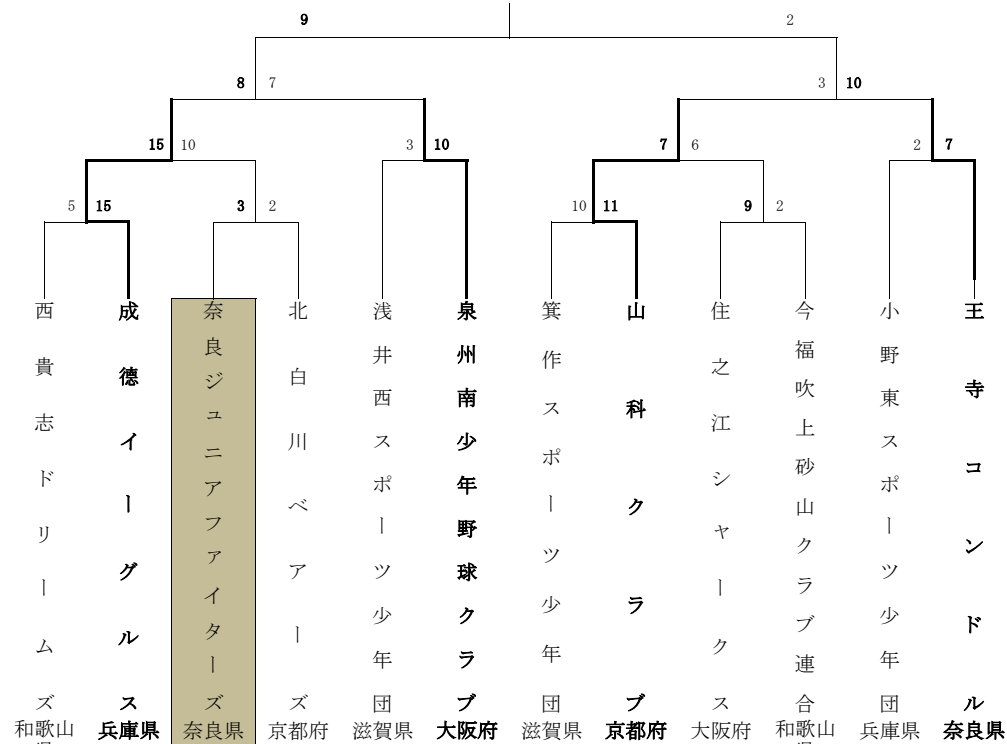 9 2
8 7 3 10
15 10 3 10 7 6 2 7
5 15 3 2 10 11 9 2
西貴志ドリームズ
成徳イーグルス
奈良ジュニアファイターズ
北白川ベアーズ
浅井西スポーツ少年団
泉州南少年野球クラブ
箕作スポーツ少年団
山科クラブ
住之江シャークス
今福吹上砂山クラブ連合
小野東スポーツ少年団
王寺コンドル
和歌山 兵庫県 奈良県 京都府 滋賀県 大阪府 滋賀県 京都府 大阪府 和歌山 兵庫県 奈良県